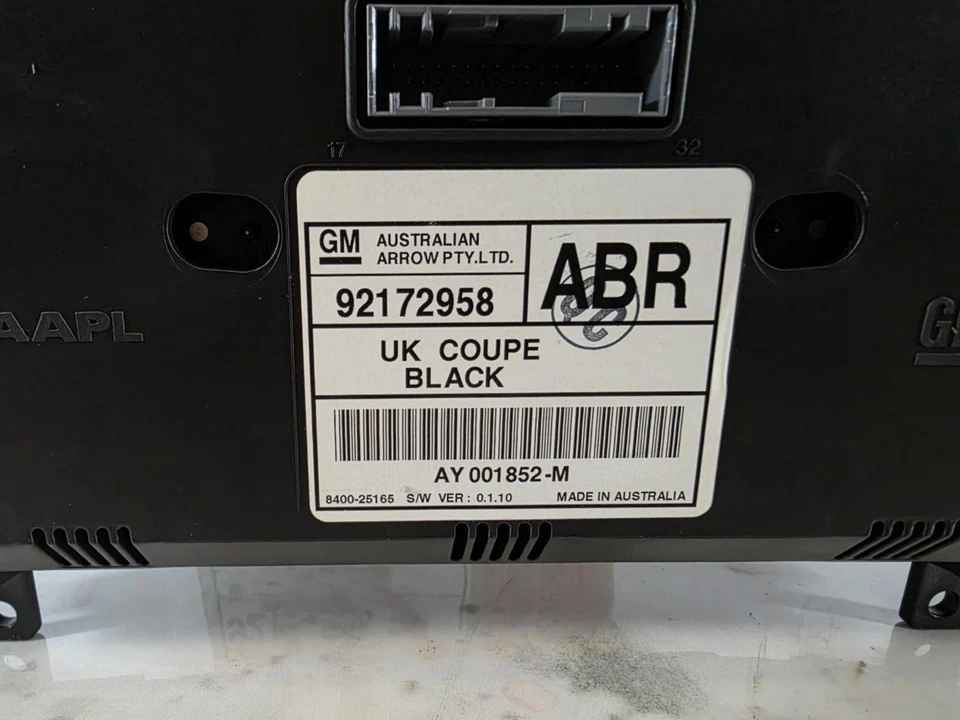 17 32
GM AUSTRALIAN
ARROW PTY.LTD.
ABR
92172958
UK COUPE
BLACK
AY 001852-M
8400-25165 S/W VER : 0.1.10 MADE IN AUSTRALIA
AAPL